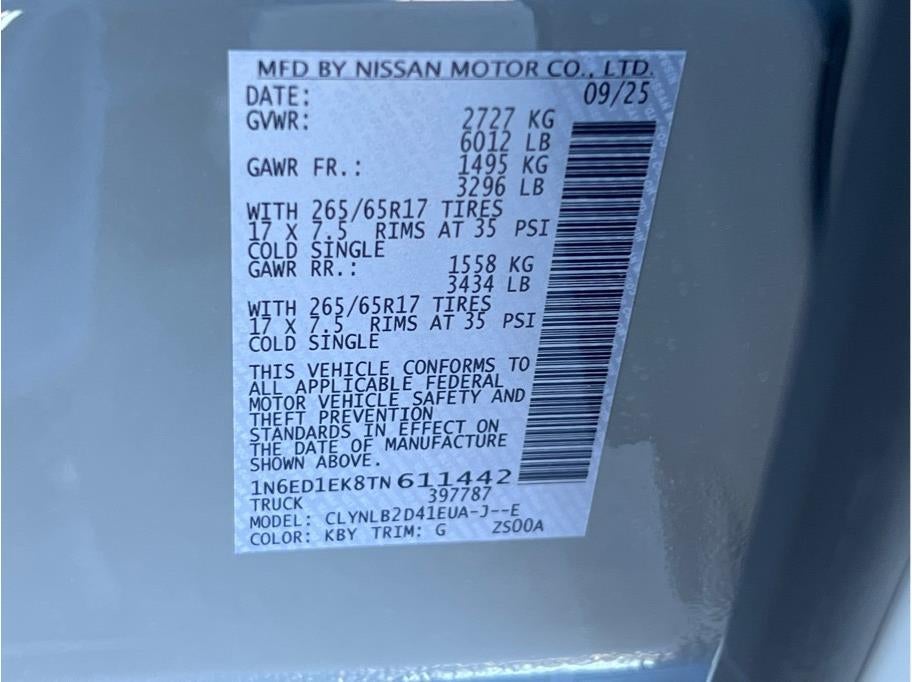 MFD BY NISSAN MOTOR CO., LTD.
DATE: 09/25
GVWR: 2727 KG
6012 LB
GAWR FR.: 1495 KG
3296 LB
WITH 265/65R17 TIRES
17 X 7.5 RIMS AT 35 PSI
COLD SINGLE
GAWR RR.: 1558 KG
3434 LB
WITH 265/65R17 TIRES
17 X 7.5 RIMS AT 35 PSI
COLD SINGLE
THIS VEHICLE CONFORMS TO
ALL APPLICABLE FEDERAL
MOTOR VEHICLE SAFETY AND
THEFT PREVENTION
STANDARDS IN EFFECT ON
THE DATE OF MANUFACTURE
SHOWN ABOVE.
1N6ED1EK8TN611442
TRUCK 397787
MODEL: CLYNLB2D41EUA-J--E
COLOR: KBY TRIM: G ZS00A